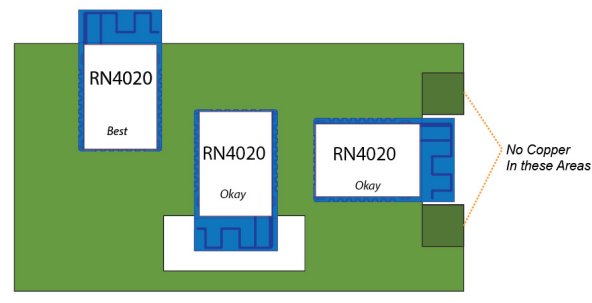 RN4020
Best
RN4020
Okay
RN4020
Okay
No Copper
In these Areas